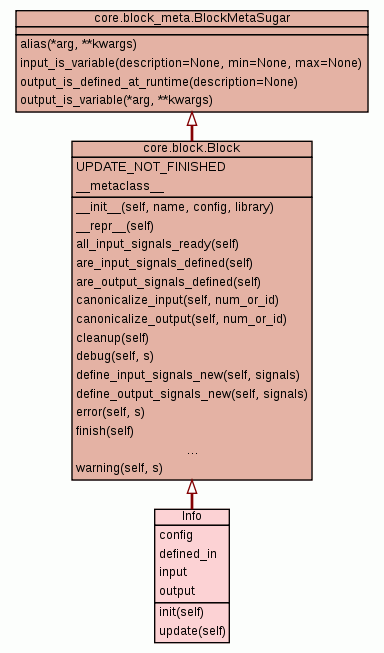 core.block_meta.BlockMetaSugar
alias(*arg, **kwargs)
input_is_variable(description=None, min=None, max=None)
output_is_defined_at_runtime(description=None)
output_is_variable(*arg, **kwargs)
core.block.Block
UPDATE_NOT_FINISHED
__metaclass__
__init__(self, name, config, library)
__repr__(self)
all_input_signals_ready(self)
are_input_signals_defined(self)
are_output_signals_defined(self)
canonicalize_input(self, num_or_id)
canonicalize_output(self, num_or_id)
cleanup(self)
debug(self, s)
define_input_signals_new(self, signals)
define_output_signals_new(self, signals)
error(self, s)
finish(self)
...
warning(self, s)
Info
config
defined_in
input
output
init(self)
update(self)